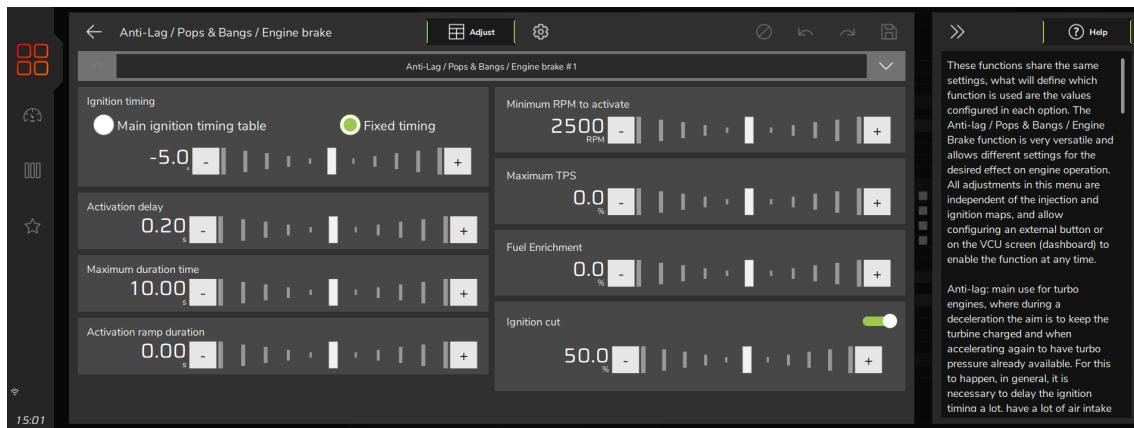 Anti-Lag / Pops & Bangs / Engine brake
Adjust
Help
Anti-Lag / Pops & Bangs / Engine brake #1
Ignition timing
Main ignition timing table
Fixed timing
-5.0 °
- +
Activation delay
0.20 s
- +
Maximum duration time
10.00 s
- +
Activation ramp duration
0.00 s
- +
Minimum RPM to activate
2500 RPM
- +
Maximum TPS
0.0 %
- +
Fuel Enrichment
0.0 %
- +
Ignition cut
50.0 %
- +
These functions share the same
settings, what will define which
function is used are the values
configured in each option. The
Anti-lag / Pops & Bangs / Engine
Brake function is very versatile and
allows different settings for the
desired effect on engine operation.
All adjustments in this menu are
independent of the injection and
ignition maps, and allow
configuring an external button or
on the VCU screen (dashboard) to
enable the function at any time.
Anti-lag: main use for turbo
engines, where during a
deceleration the aim is to keep the
turbine charged and when
accelerating again to have turbo
pressure already available. For this
to happen, in general, it is
necessary to delay the ignition
timing a lot, have a lot of air intake
15:01